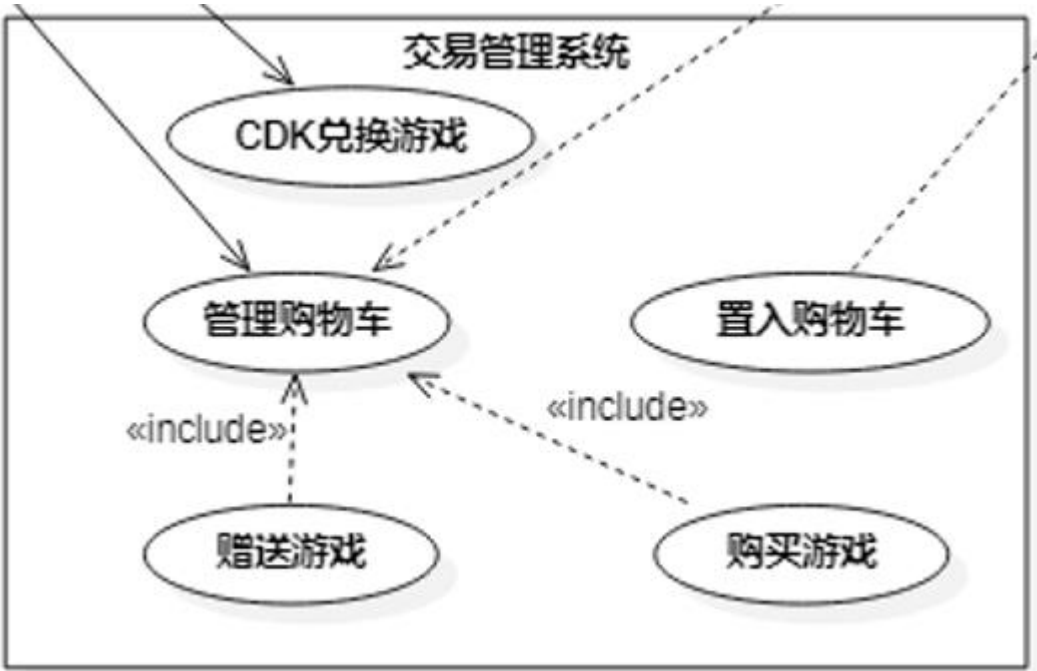 交易管理系统
CDK兑换游戏
管理购物车
置入购物车
«include»
«include»
赠送游戏
购买游戏